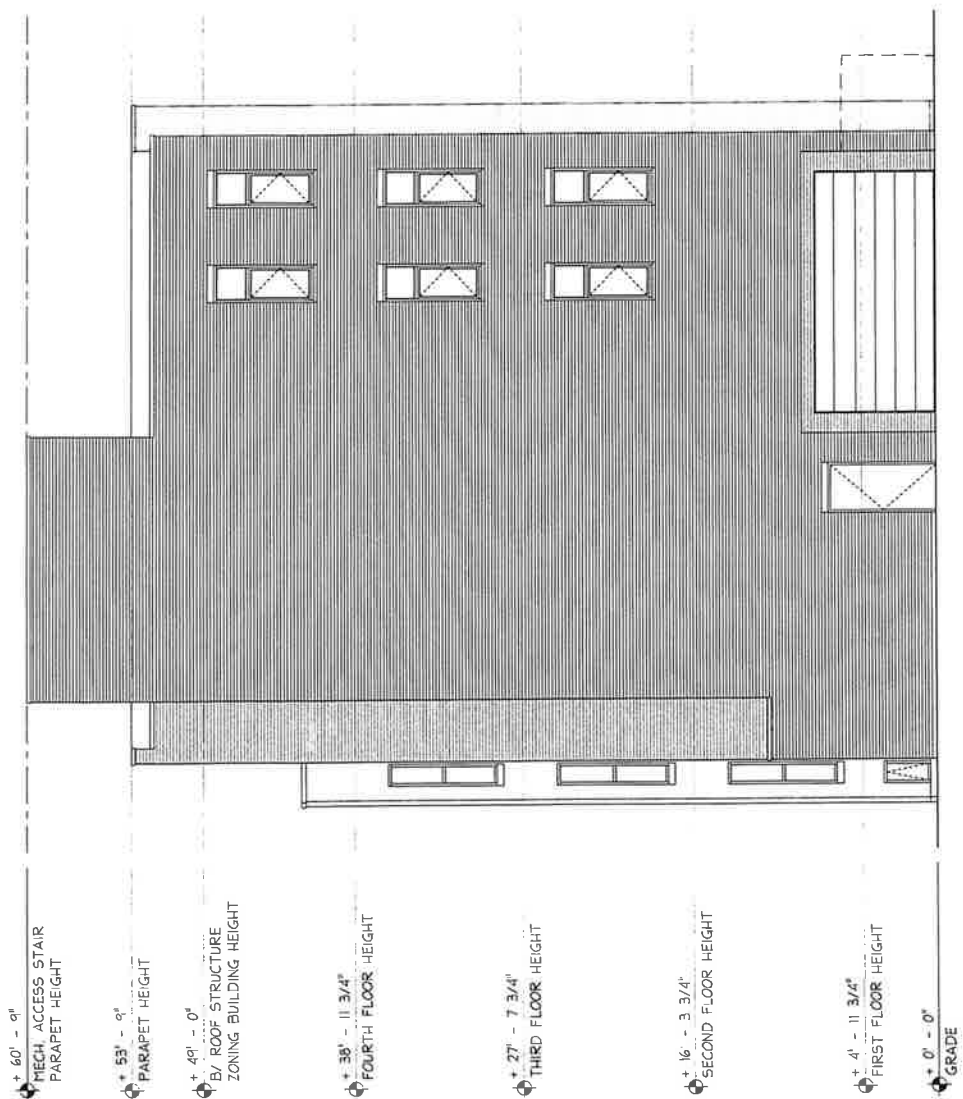 + 60' - 9"
MECH. ACCESS STAIR
PARAPET HEIGHT
+ 53' - 9"
PARAPET HEIGHT
+ 49' - 0"
B/ ROOF STRUCTURE
ZONING BUILDING HEIGHT
+ 38' - 11 3/4"
FOURTH FLOOR HEIGHT
+ 27' - 7 3/4"
THIRD FLOOR HEIGHT
+ 16' - 3 3/4"
SECOND FLOOR HEIGHT
+ 4' - 11 3/4"
FIRST FLOOR HEIGHT
+ 0' - 0"
GRADE